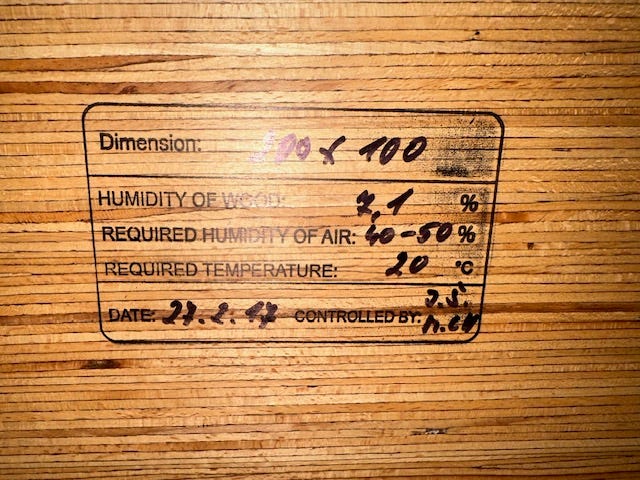 Dimension: 200 x 100
HUMIDITY OF WOOD: 7,1 %
REQUIRED HUMIDITY OF AIR: 40-50 %
REQUIRED TEMPERATURE: 20 °C
DATE: 27.2.17 CONTROLLED BY: J.S.